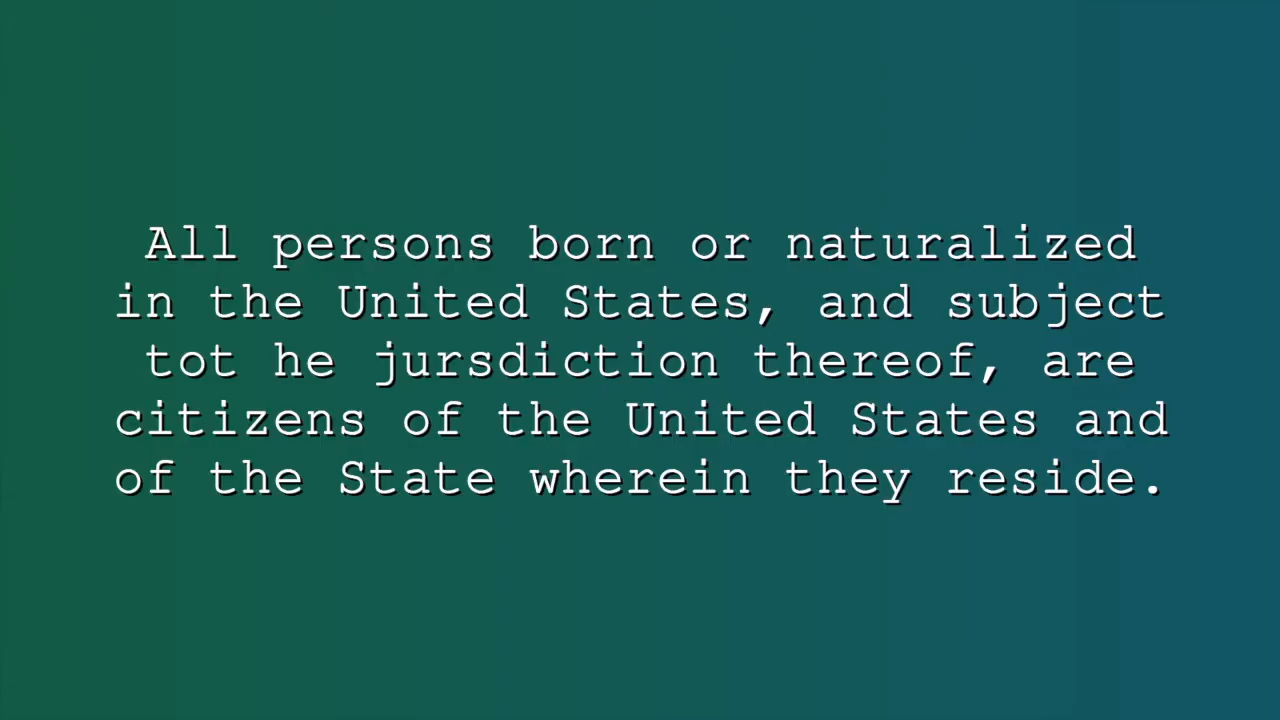 All persons born or naturalized
in the United States, and subject
tot he jursdiction thereof, are
citizens of the United States and
of the State wherein they reside.